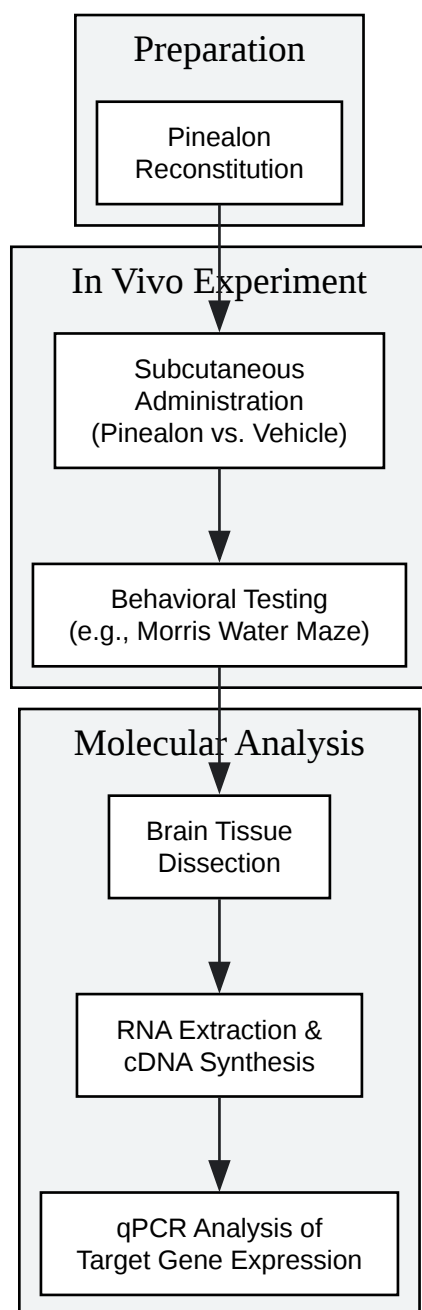 Preparation
Pinealon
Reconstitution
In Vivo Experiment
Subcutaneous
Administration
(Pinealon vs. Vehicle)
Behavioral Testing
(e.g., Morris Water Maze)
Molecular Analysis
Brain Tissue
Dissection
RNA Extraction &
cDNA Synthesis
qPCR Analysis of
Target Gene Expression